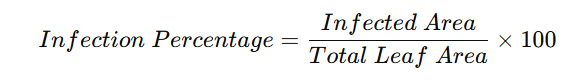 Infection Percentage = Infected Area / Total Leaf Area × 100